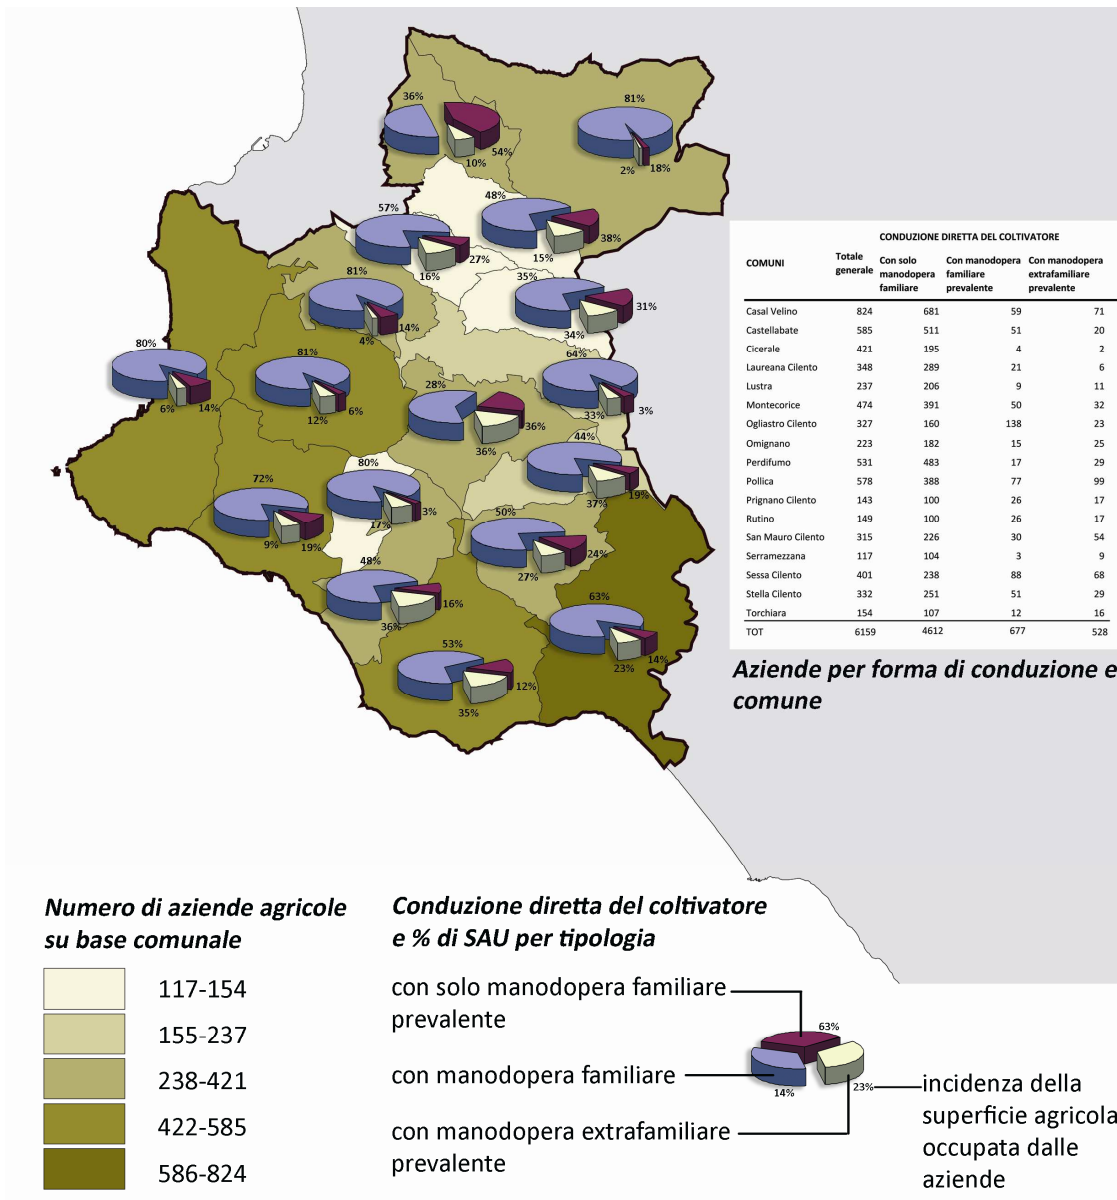 36%
54%
10%
81%
2%
18%
57%
27%
16%
48%
38%
15%
81%
14%
4%
35%
31%
34%
80%
14%
6%
81%
6%
12%
64%
3%
33%
28%
36%
36%
44%
19%
37%
72%
19%
9%
80%
3%
17%
50%
24%
27%
48%
16%
36%
63%
14%
23%
53%
12%
35%
CONDUZIONE DIRETTA DEL COLTIVATORE
COMUNI Totale generale Con solo manodopera familiare Con manodopera familiare prevalente Con manodopera extrafamiliare prevalente
Casal Velino 824 681 59 71
Castellabate 585 511 51 20
Cicerale 421 195 4 2
Laureana Cilento 348 289 21 6
Lustra 237 206 9 11
Montecorice 474 391 50 32
Ogliastro Cilento 327 160 138 23
Omignano 223 182 15 25
Perdifumo 531 483 17 29
Pollica 578 388 77 99
Prignano Cilento 143 100 26 17
Rutino 149 100 26 17
San Mauro Cilento 315 226 30 54
Serramezzana 117 104 3 9
Sessa Cilento 401 238 88 68
Stella Cilento 332 251 51 29
Torchiara 154 107 12 16
TOT 6159 4612 677 528
Aziende per forma di conduzione e
comune
Numero di aziende agricole
su base comunale
117-154
155-237
238-421
422-585
586-824
Conduzione diretta del coltivatore
e % di SAU per tipologia
con solo manodopera familiare
prevalente
con manodopera familiare
con manodopera extrafamiliare
prevalente
63%
14%
23%
incidenza della
superficie agricola
occupata dalle
aziende